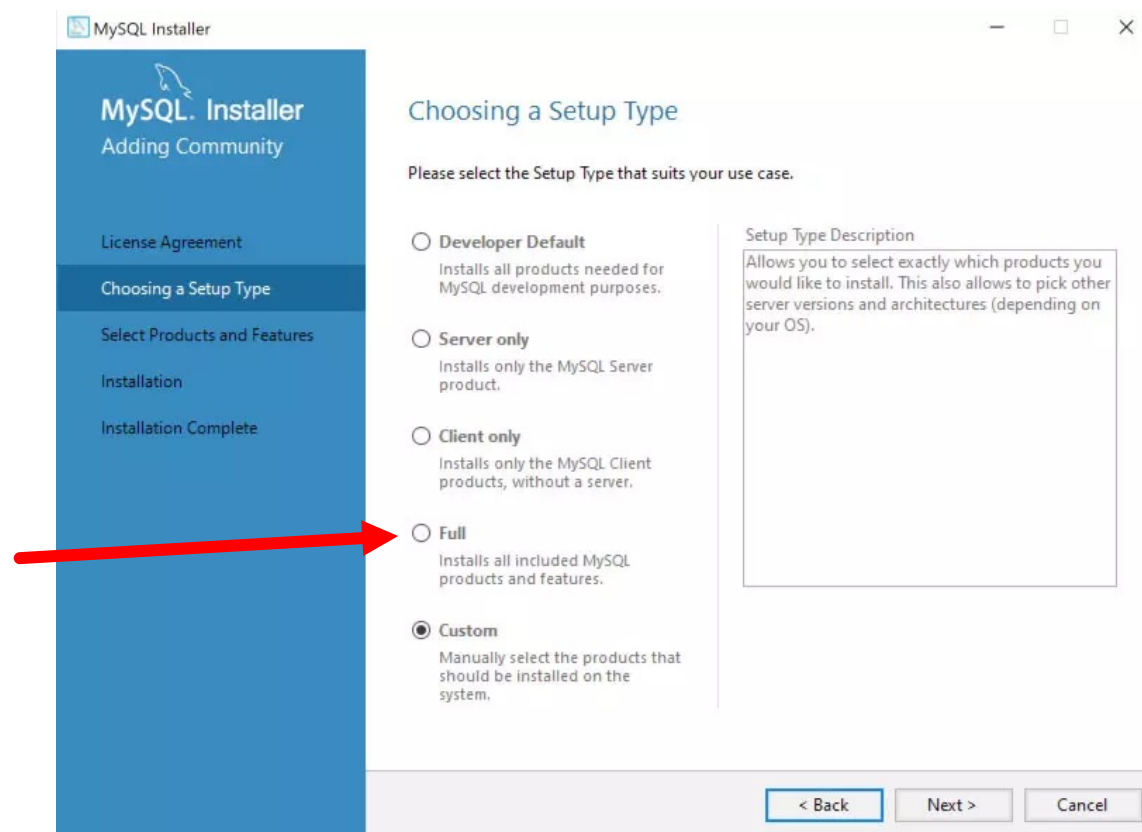 MySQL Installer
MySQL. Installer
Adding Community
License Agreement
Choosing a Setup Type
Select Products and Features
Installation
Installation Complete
Choosing a Setup Type
Please select the Setup Type that suits your use case.
Developer Default
Installs all products needed for
MySQL development purposes.
Server only
Installs only the MySQL Server
product.
Client only
Installs only the MySQL Client
products, without a server.
Full
Installs all included MySQL
products and features.
Custom
Manually select the products that
should be installed on the
system.
Setup Type Description
Allows you to select exactly which products you
would like to install. This also allows to pick other
server versions and architectures (depending on
your OS).
< Back
Next >
Cancel